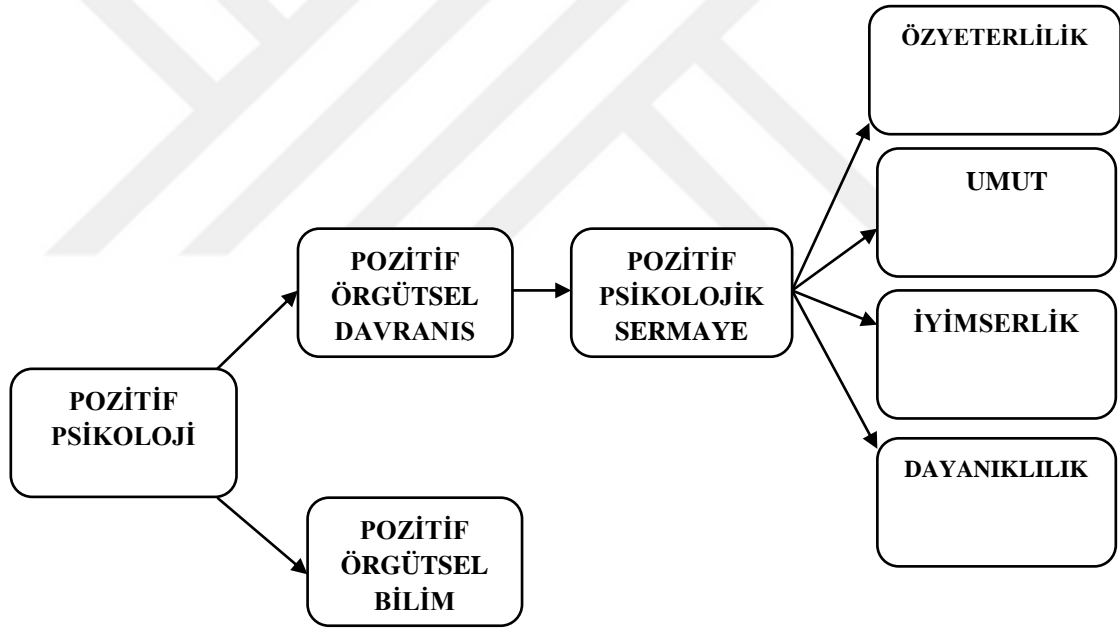 ÖZYETERLİLİK
UMUT
POZİTİF
ÖRGÜTSEL
DAVRANIS
POZİTİF
PSİKOLOJİK
SERMAYE
İYİMSERLİK
POZİTİF
PSİKOLOJİ
DAYANIKLILIK
POZİTİF
ÖRGÜTSEL
BİLİM